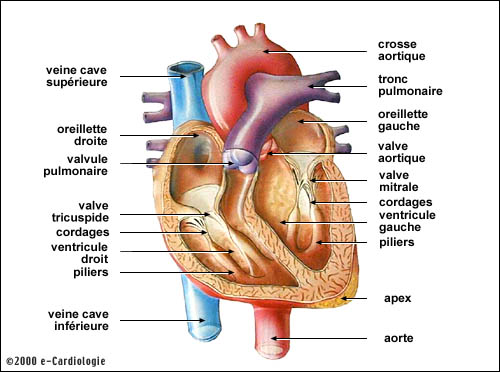 veine cave
supérieure
oreillette
droite
valvule
pulmonaire
valve
tricuspide
cordages
ventricule
droit
piliers
veine cave
inférieure
crosse
aortique
tronc
pulmonaire
oreillette
gauche
valve
aortique
valve
mitrale
cordages
ventricule
gauche
piliers
apex
aorte
©2000 e-Cardiologie